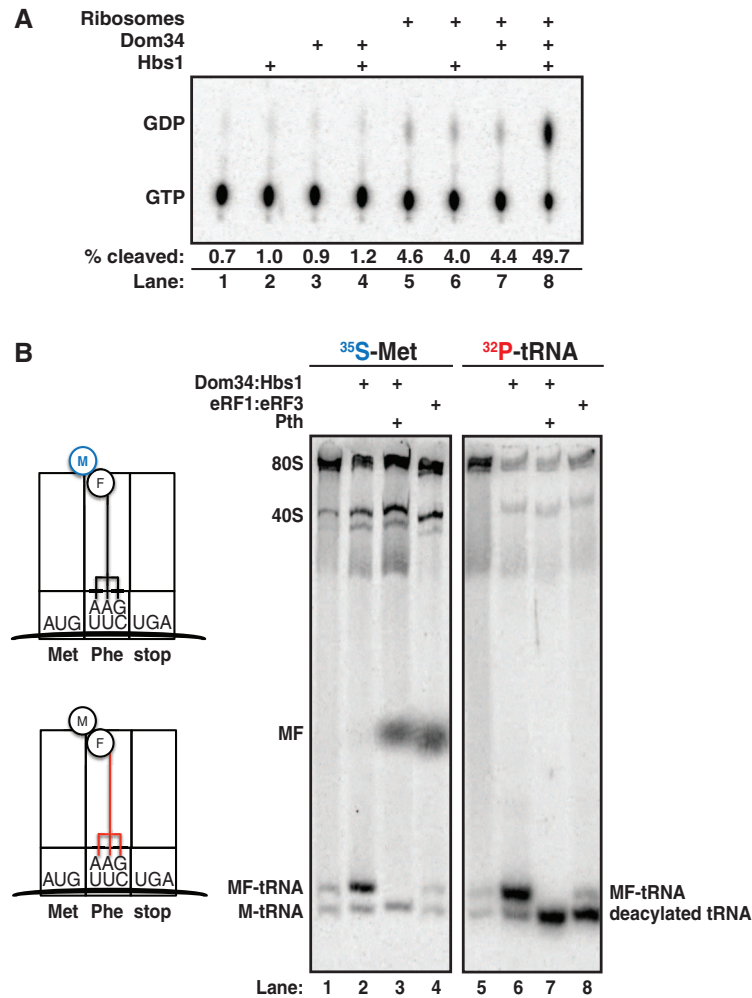 A
Ribosomes + + + +
Dom34 + + + +
Hbs1 + + + +
GDP
GTP
% cleaved: 0.7 1.0 0.9 1.2 4.6 4.0 4.4 49.7
Lane: 1 2 3 4 5 6 7 8
B
35S-Met 32P-tRNA
Dom34:Hbs1 + + + +
eRF1:eRF3 + +
Pth + +
80S
40S
MF
MF-tRNA
M-tRNA
MF-tRNA
deacylated tRNA
M
F
AAG
AUG UUC UGA
Met Phe stop
M
F
AAG
AUG UUC UGA
Met Phe stop
Lane: 1 2 3 4 5 6 7 8